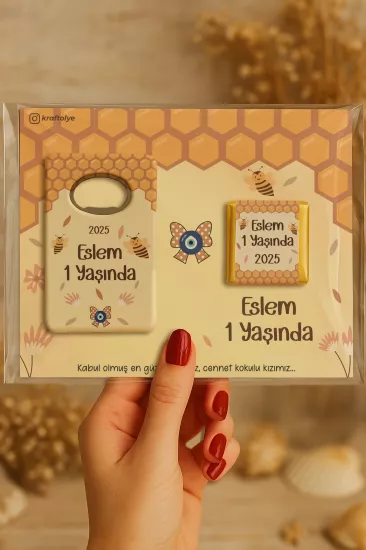 kraftolye
2025
Eslem
1 Yaşında
Eslem
1 Yaşında
2025
Eslem
1 Yaşında
Kabul olmuş en gü z, cennet kokulu kızımız...